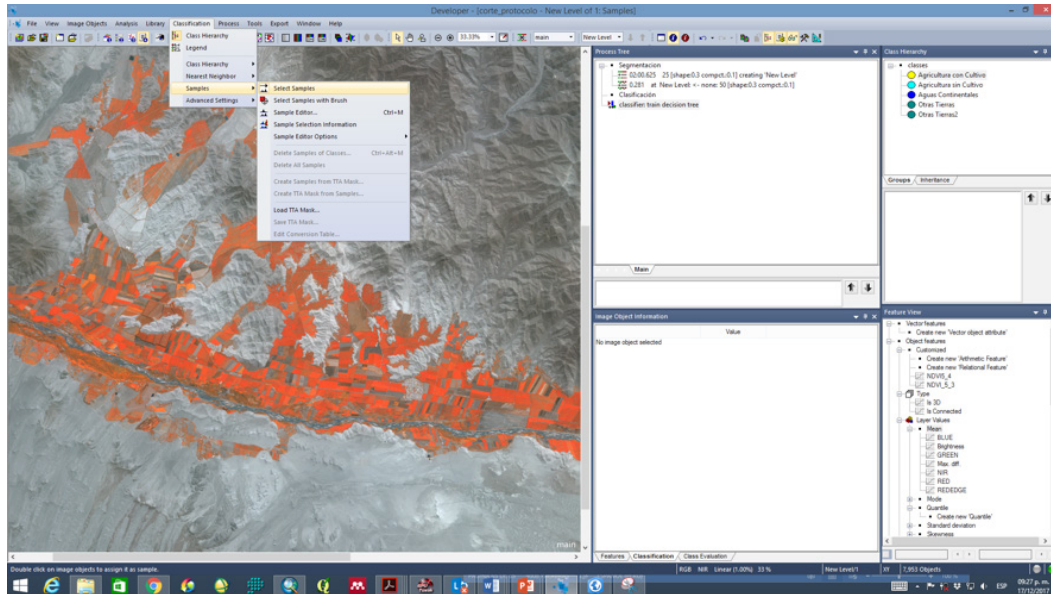 Developer - [corte_protocolo - New Level of 1: Samples]
File View Image Objects Analysis Library Classification Process Tools Export Window Help
33.33%
main
New Level
Class Hierarchy
Legend
Class Hierarchy
Nearest Neighbor
Samples
Advanced Settings
Select Samples
Select Samples with Brush
Sample Editor... Ctrl+M
Sample Selection Information
Sample Editor Options
Delete Samples of Classes... Ctrl+Alt+M
Delete All Samples
Create Samples from TTA Mask...
Create TTA Mask from Samples...
Load TTA Mask...
Save TTA Mask...
Edit Conversion Table...
main
Process Tree
Segmentacion
02:00.625 25 [shape:0.3 compct.:0.1] creating 'New Level'
0.281 at New Level: <- none: 50 [shape:0.3 compct.:0.1]
Clasificación
classifier: train decision tree
Main
Image Object Information
Value
No image object selected
Features Classification Class Evaluation
Class Hierarchy
classes
Agricultura con Cultivo
Agricultura sin Cultivo
Aguas Continentales
Otras Tierras
Otras Tierras2
Groups Inheritance
Feature View
Vector features
Create new 'Vector object attribute'
Object features
Customized
Create new 'Arithmetic Feature'
Create new 'Relational Feature'
NDVI5_4
NDVI_5_3
Type
Is 3D
Is Connected
Layer Values
Mean
BLUE
Brightness
GREEN
Max. diff.
NIR
RED
REDEDGE
Mode
Quantile
Create new 'Quantile'
Standard deviation
Skewness
Double click on image objects to assign it as sample.
RGB NIR Linear (1.00%) 33 %
New Level/1
XY
7,953 Objects
ESP
09:27 p. m.
17/12/2017